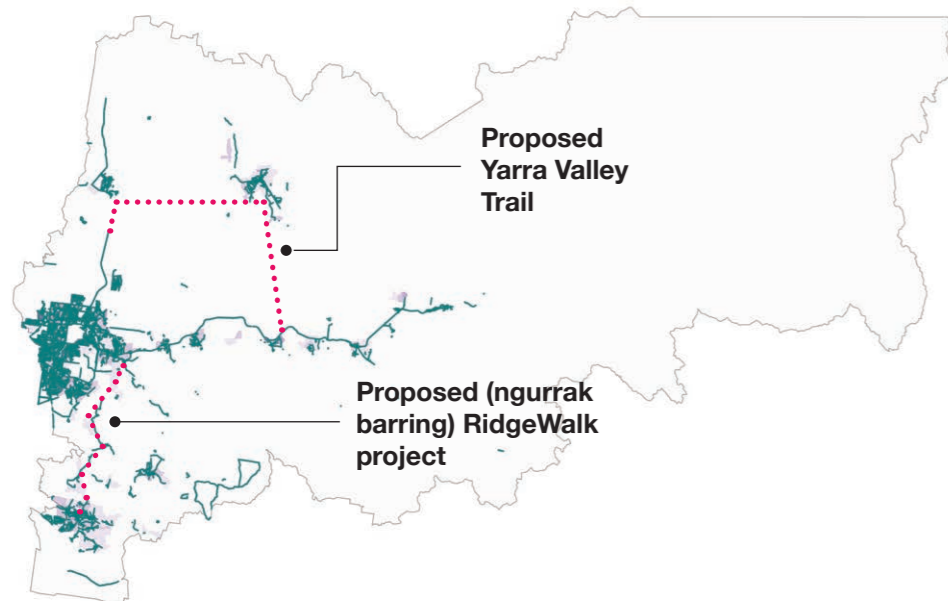 Proposed
Yarra Valley
Trail
Proposed (ngurrak
barring) RidgeWalk
project